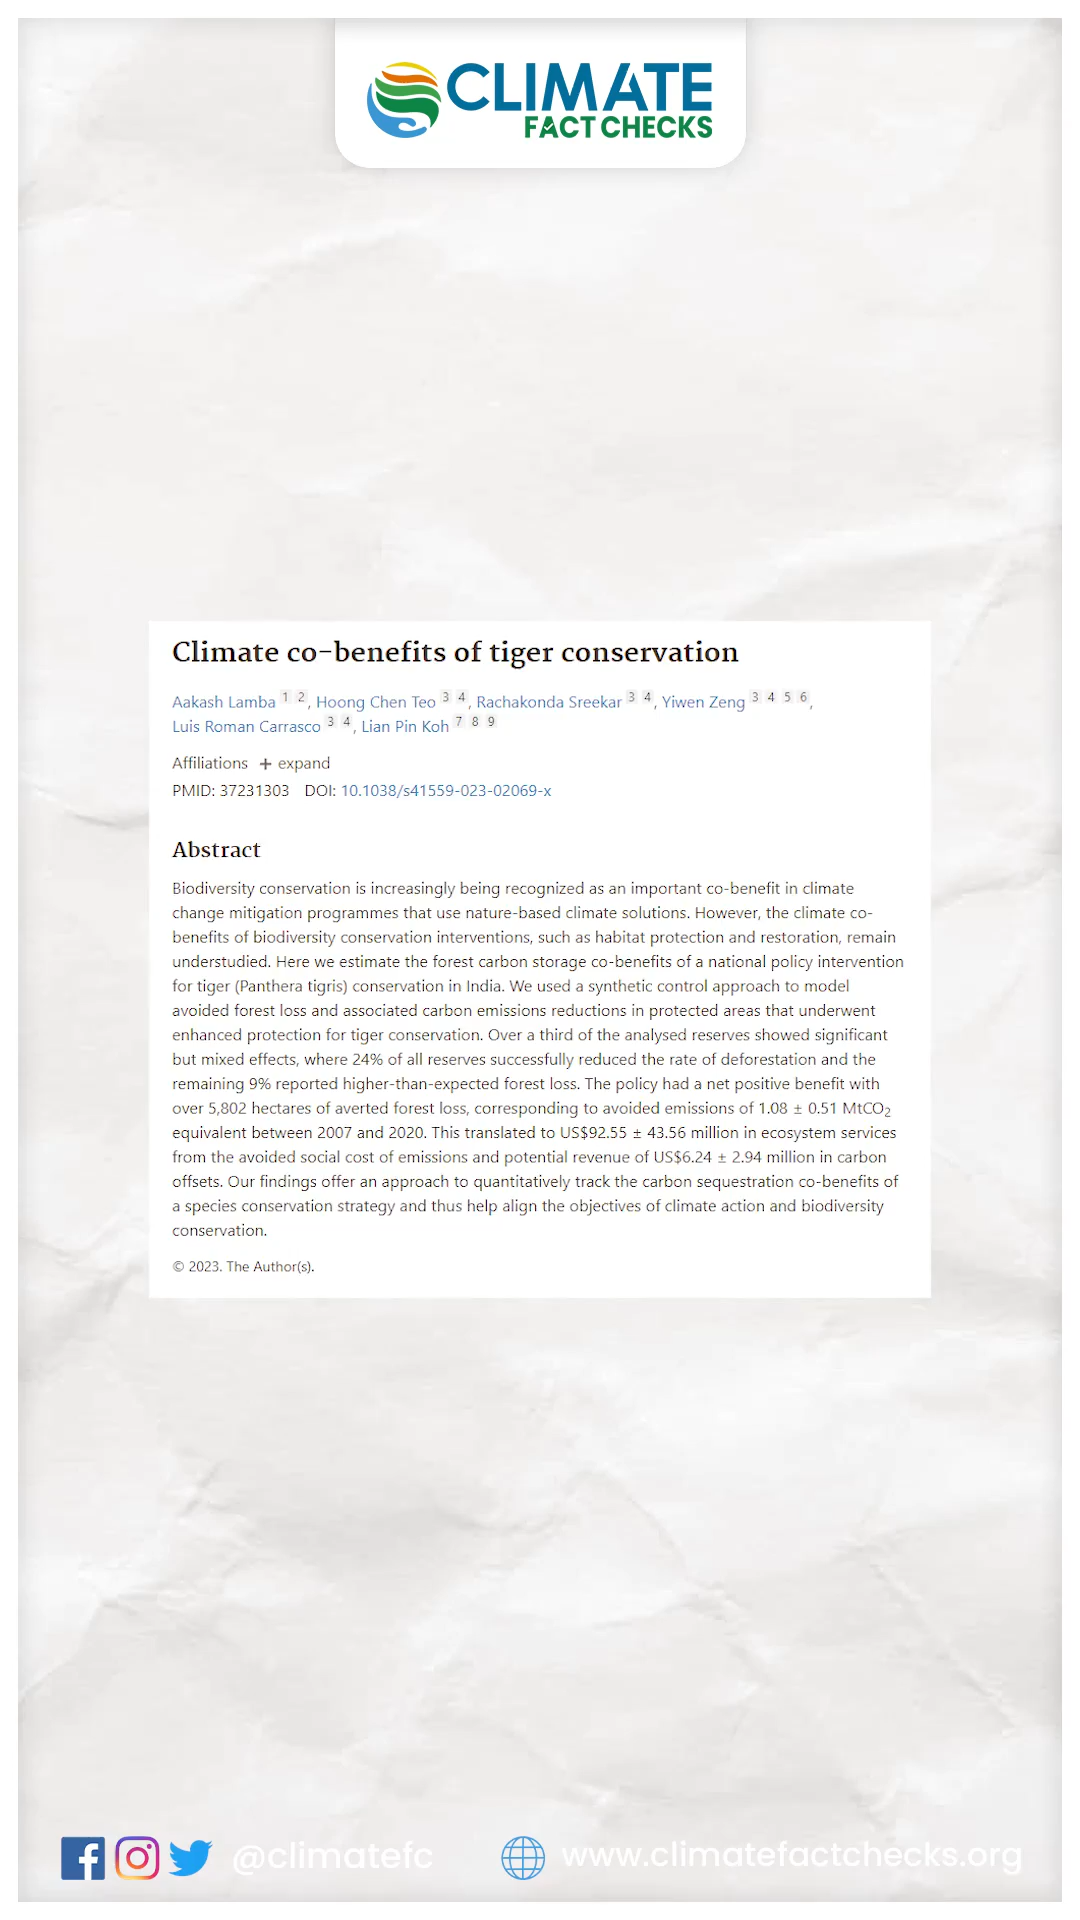 CLIMATE
FACT CHECKS
Climate co-benefits of tiger conservation
Aakash Lamba 1 2, Hoong Chen Teo 3 4, Rachakonda Sreekar 3 4, Yiwen Zeng 3 4 5 6,
Luis Roman Carrasco 3 4, Lian Pin Koh 7 8 9
Affiliations + expand
PMID: 37231303 DOI: 10.1038/s41559-023-02069-x
Abstract
Biodiversity conservation is increasingly being recognized as an important co-benefit in climate
change mitigation programmes that use nature-based climate solutions. However, the climate co-
benefits of biodiversity conservation interventions, such as habitat protection and restoration, remain
understudied. Here we estimate the forest carbon storage co-benefits of a national policy intervention
for tiger (Panthera tigris) conservation in India. We used a synthetic control approach to model
avoided forest loss and associated carbon emissions reductions in protected areas that underwent
enhanced protection for tiger conservation. Over a third of the analysed reserves showed significant
but mixed effects, where 24% of all reserves successfully reduced the rate of deforestation and the
remaining 9% reported higher-than-expected forest loss. The policy had a net positive benefit with
over 5,802 hectares of averted forest loss, corresponding to avoided emissions of 1.08 ± 0.51 MtCO2
equivalent between 2007 and 2020. This translated to US$92.55 ± 43.56 million in ecosystem services
from the avoided social cost of emissions and potential revenue of US$6.24 ± 2.94 million in carbon
offsets. Our findings offer an approach to quantitatively track the carbon sequestration co-benefits of
a species conservation strategy and thus help align the objectives of climate action and biodiversity
conservation.
© 2023. The Author(s).
@climatefc www.climatefactchecks.org